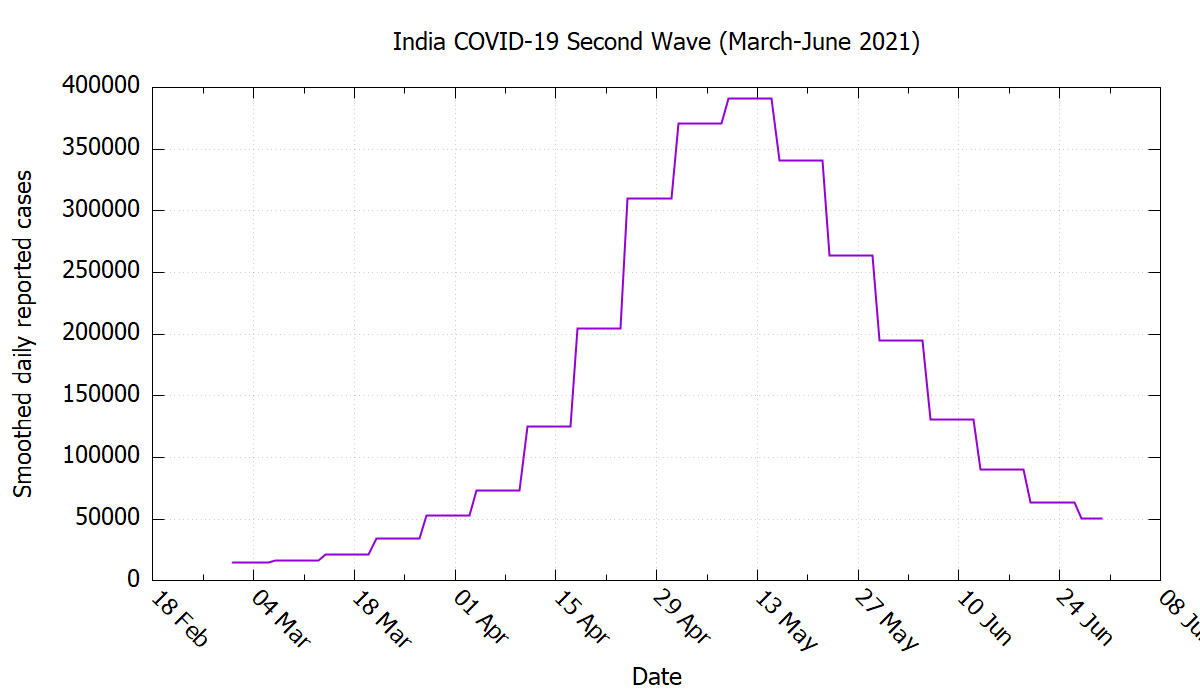 India COVID-19 Second Wave (March-June 2021)
400000
350000
300000
250000
200000
150000
100000
50000
0
Smoothed daily reported cases
18 Feb
04 Mar
18 Mar
01 Apr
15 Apr
29 Apr
13 May
27 May
10 Jun
24 Jun
08
Date